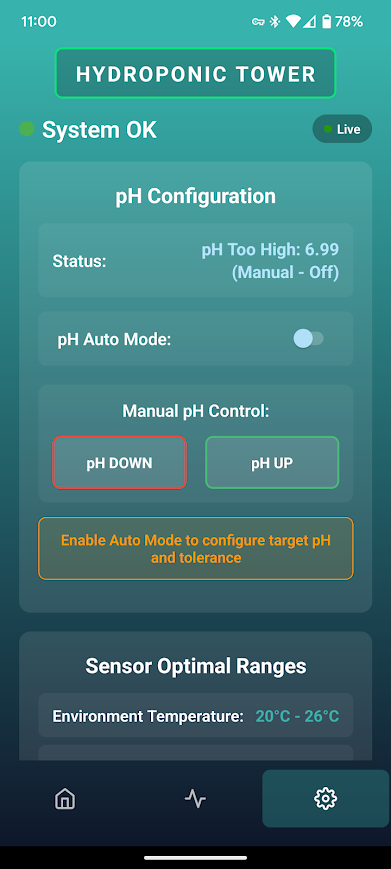 11:00
78%
HYDROPONIC TOWER
System OK
Live
pH Configuration
Status:
pH Too High: 6.99
(Manual - Off)
pH Auto Mode:
Manual pH Control:
pH DOWN
pH UP
Enable Auto Mode to configure target pH
and tolerance
Sensor Optimal Ranges
Environment Temperature: 20°C - 26°C